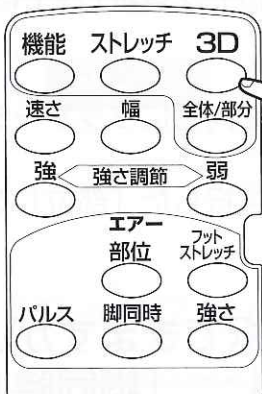 機能 ストレッチ 3D
速さ 幅 全体/部分
強 強さ調節 弱
エアー
部位 フット
ストレッチ
パルス 脚同時 強さ